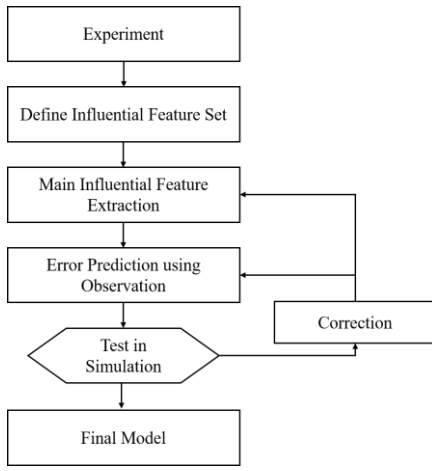 Experiment
Define Influential Feature Set
Main Influential Feature
Extraction
Error Prediction using
Observation
Test in
Simulation
Correction
Final Model